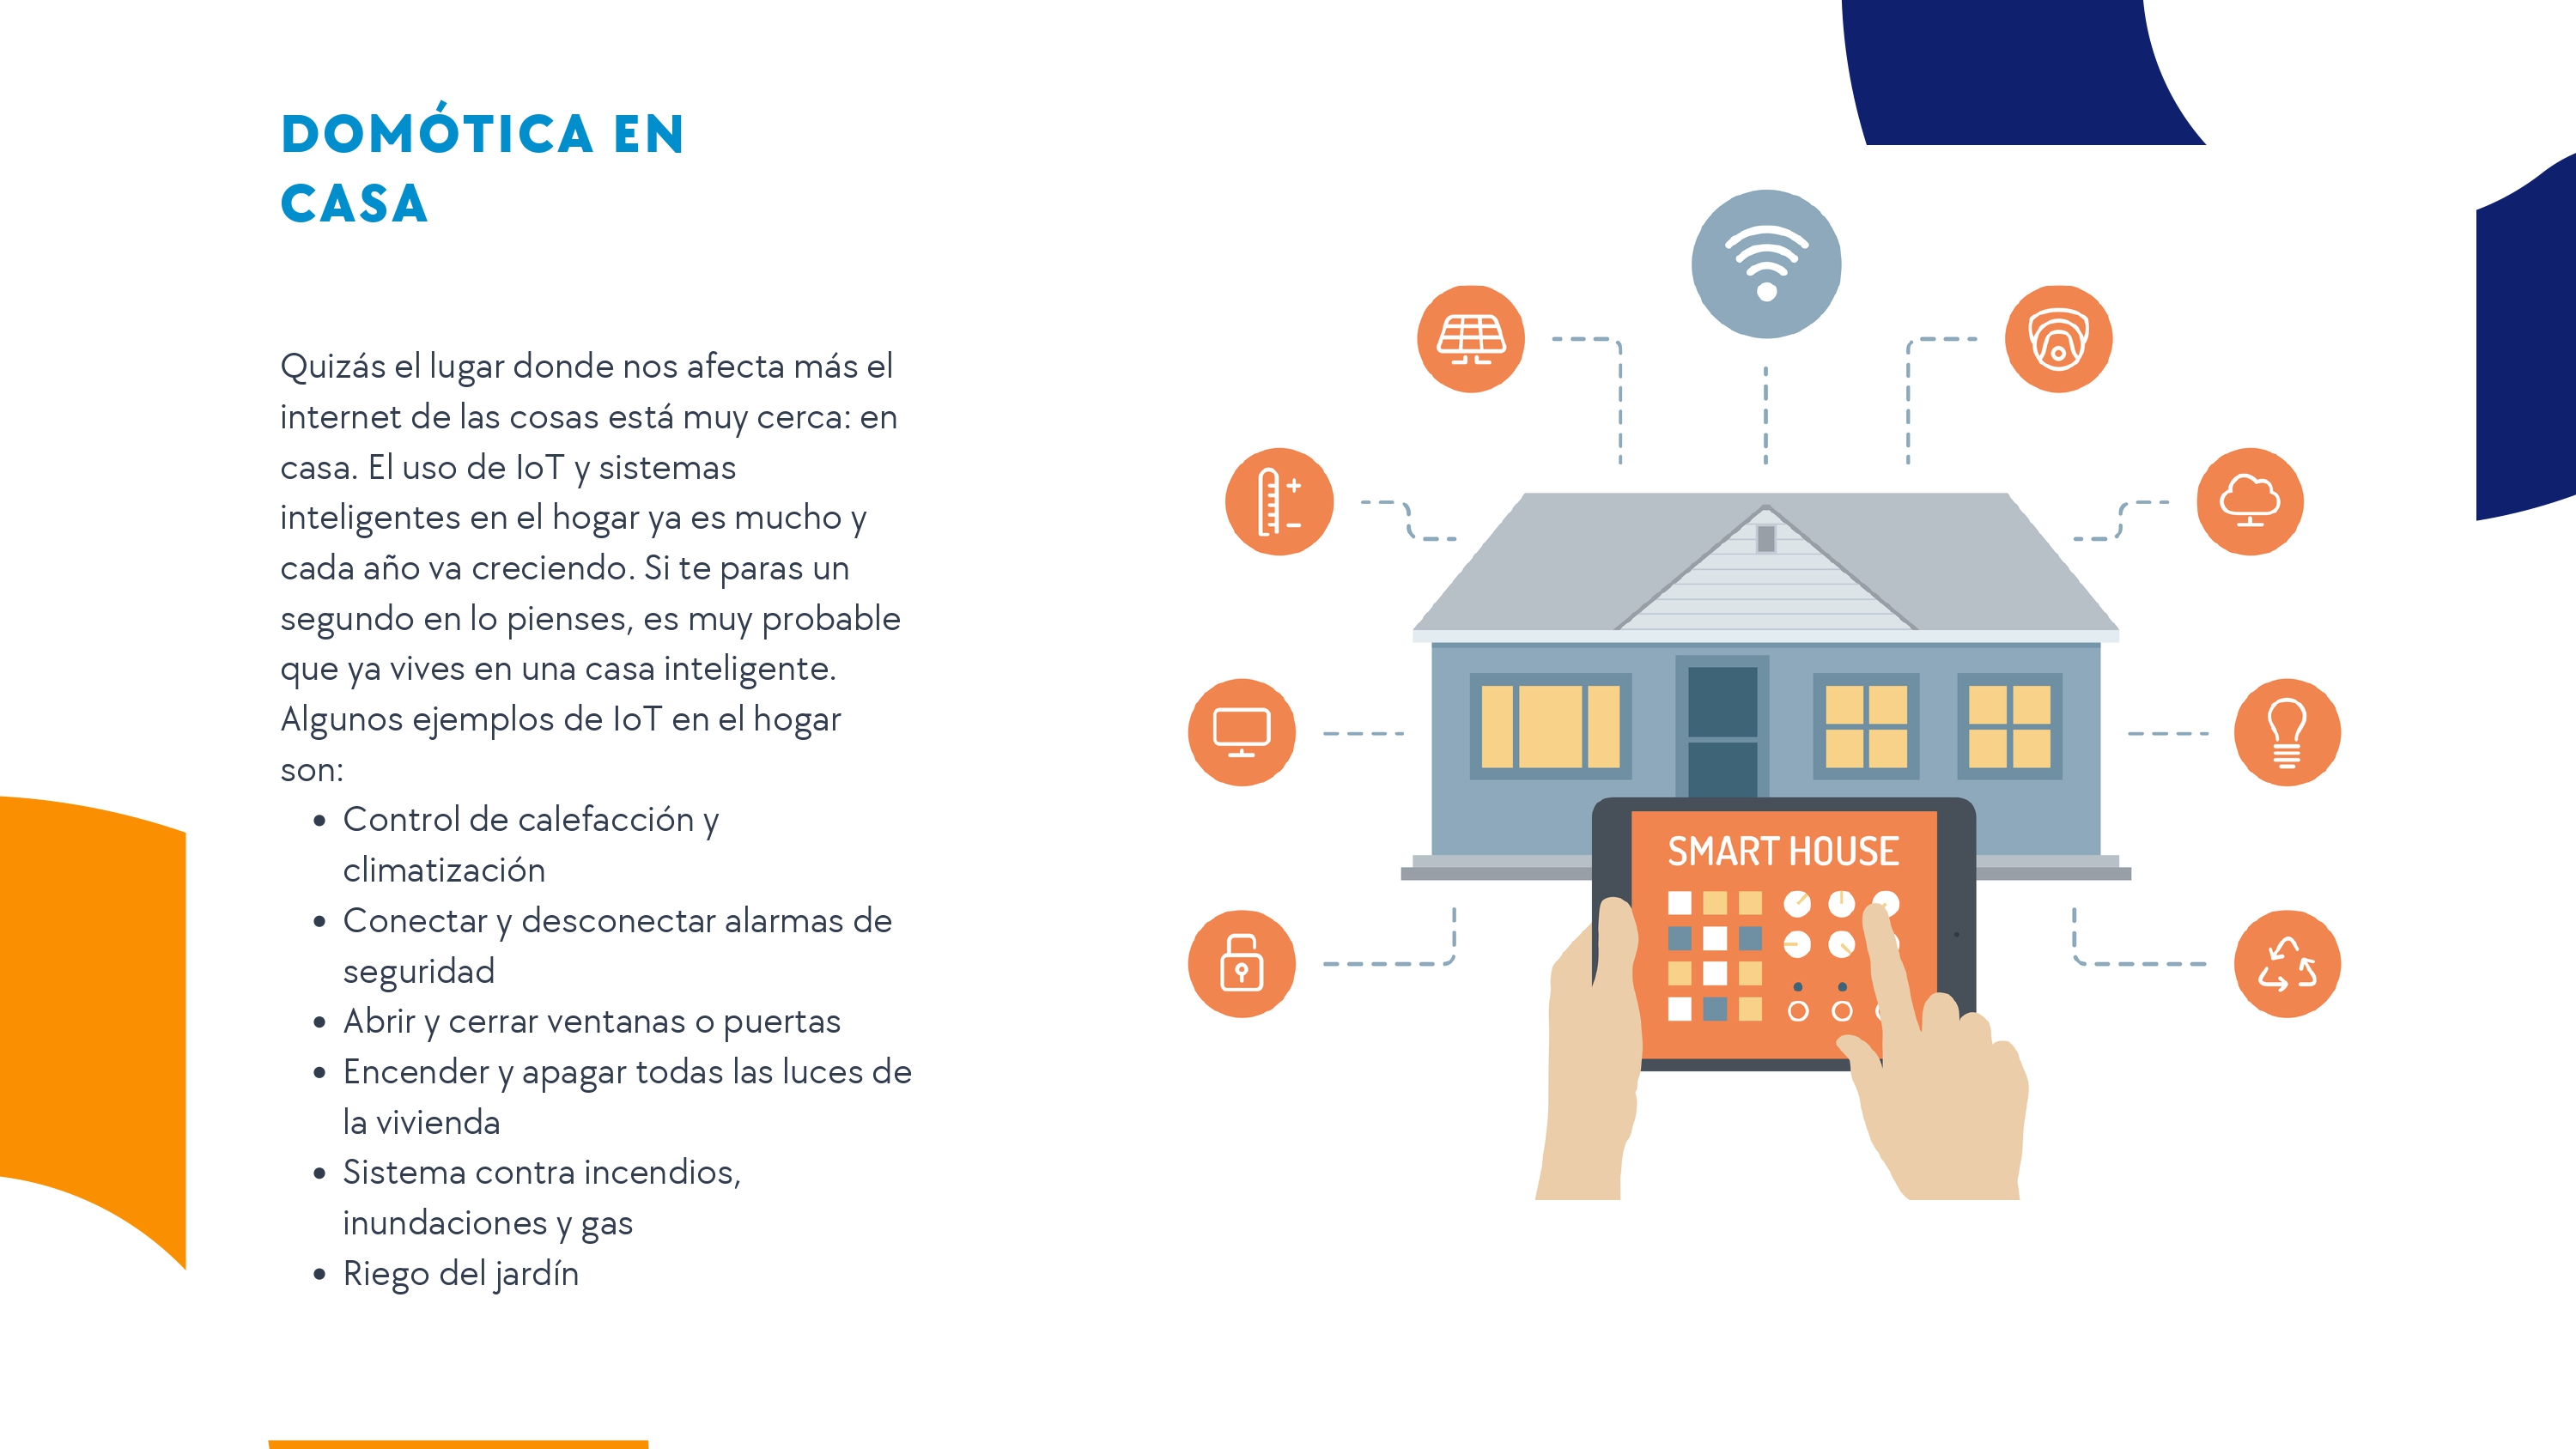 DOMÓTICA EN
CASA
Quizás el lugar donde nos afecta más el
internet de las cosas está muy cerca: en
casa. El uso de IoT y sistemas
inteligentes en el hogar ya es mucho y
cada año va creciendo. Si te paras un
segundo en lo pienses, es muy probable
que ya vives en una casa inteligente.
Algunos ejemplos de IoT en el hogar
son:
• Control de calefacción y
climatización
• Conectar y desconectar alarmas de
seguridad
• Abrir y cerrar ventanas o puertas
• Encender y apagar todas las luces de
la vivienda
• Sistema contra incendios,
inundaciones y gas
• Riego del jardín
SMART HOUSE